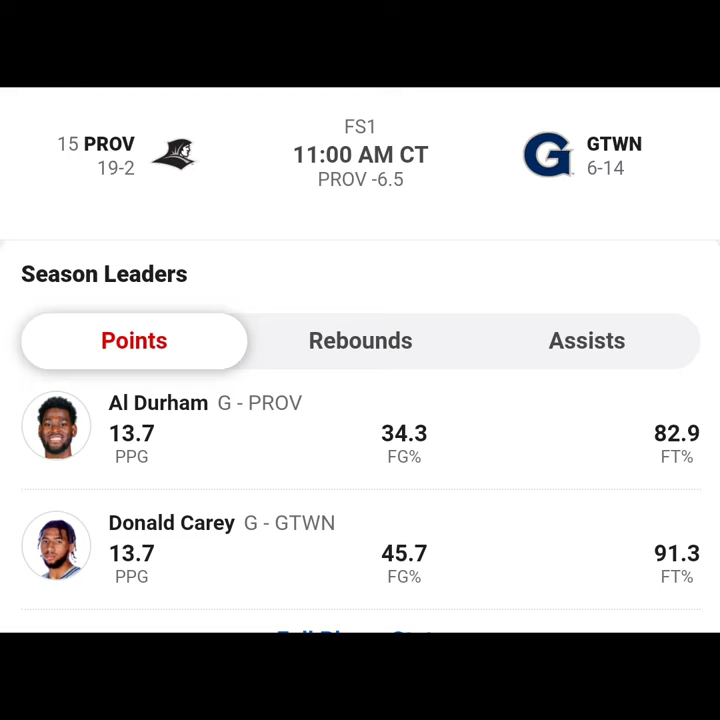 FS1
15 PROV
11:00 AM CT
GTWN
19-2
PROV -6.5
6-14
Season Leaders
Points
Rebounds
Assists
Al Durham G - PROV
13.7 34.3 82.9
PPG FG% FT%
Donald Carey G - GTWN
13.7 45.7 91.3
PPG FG% FT%